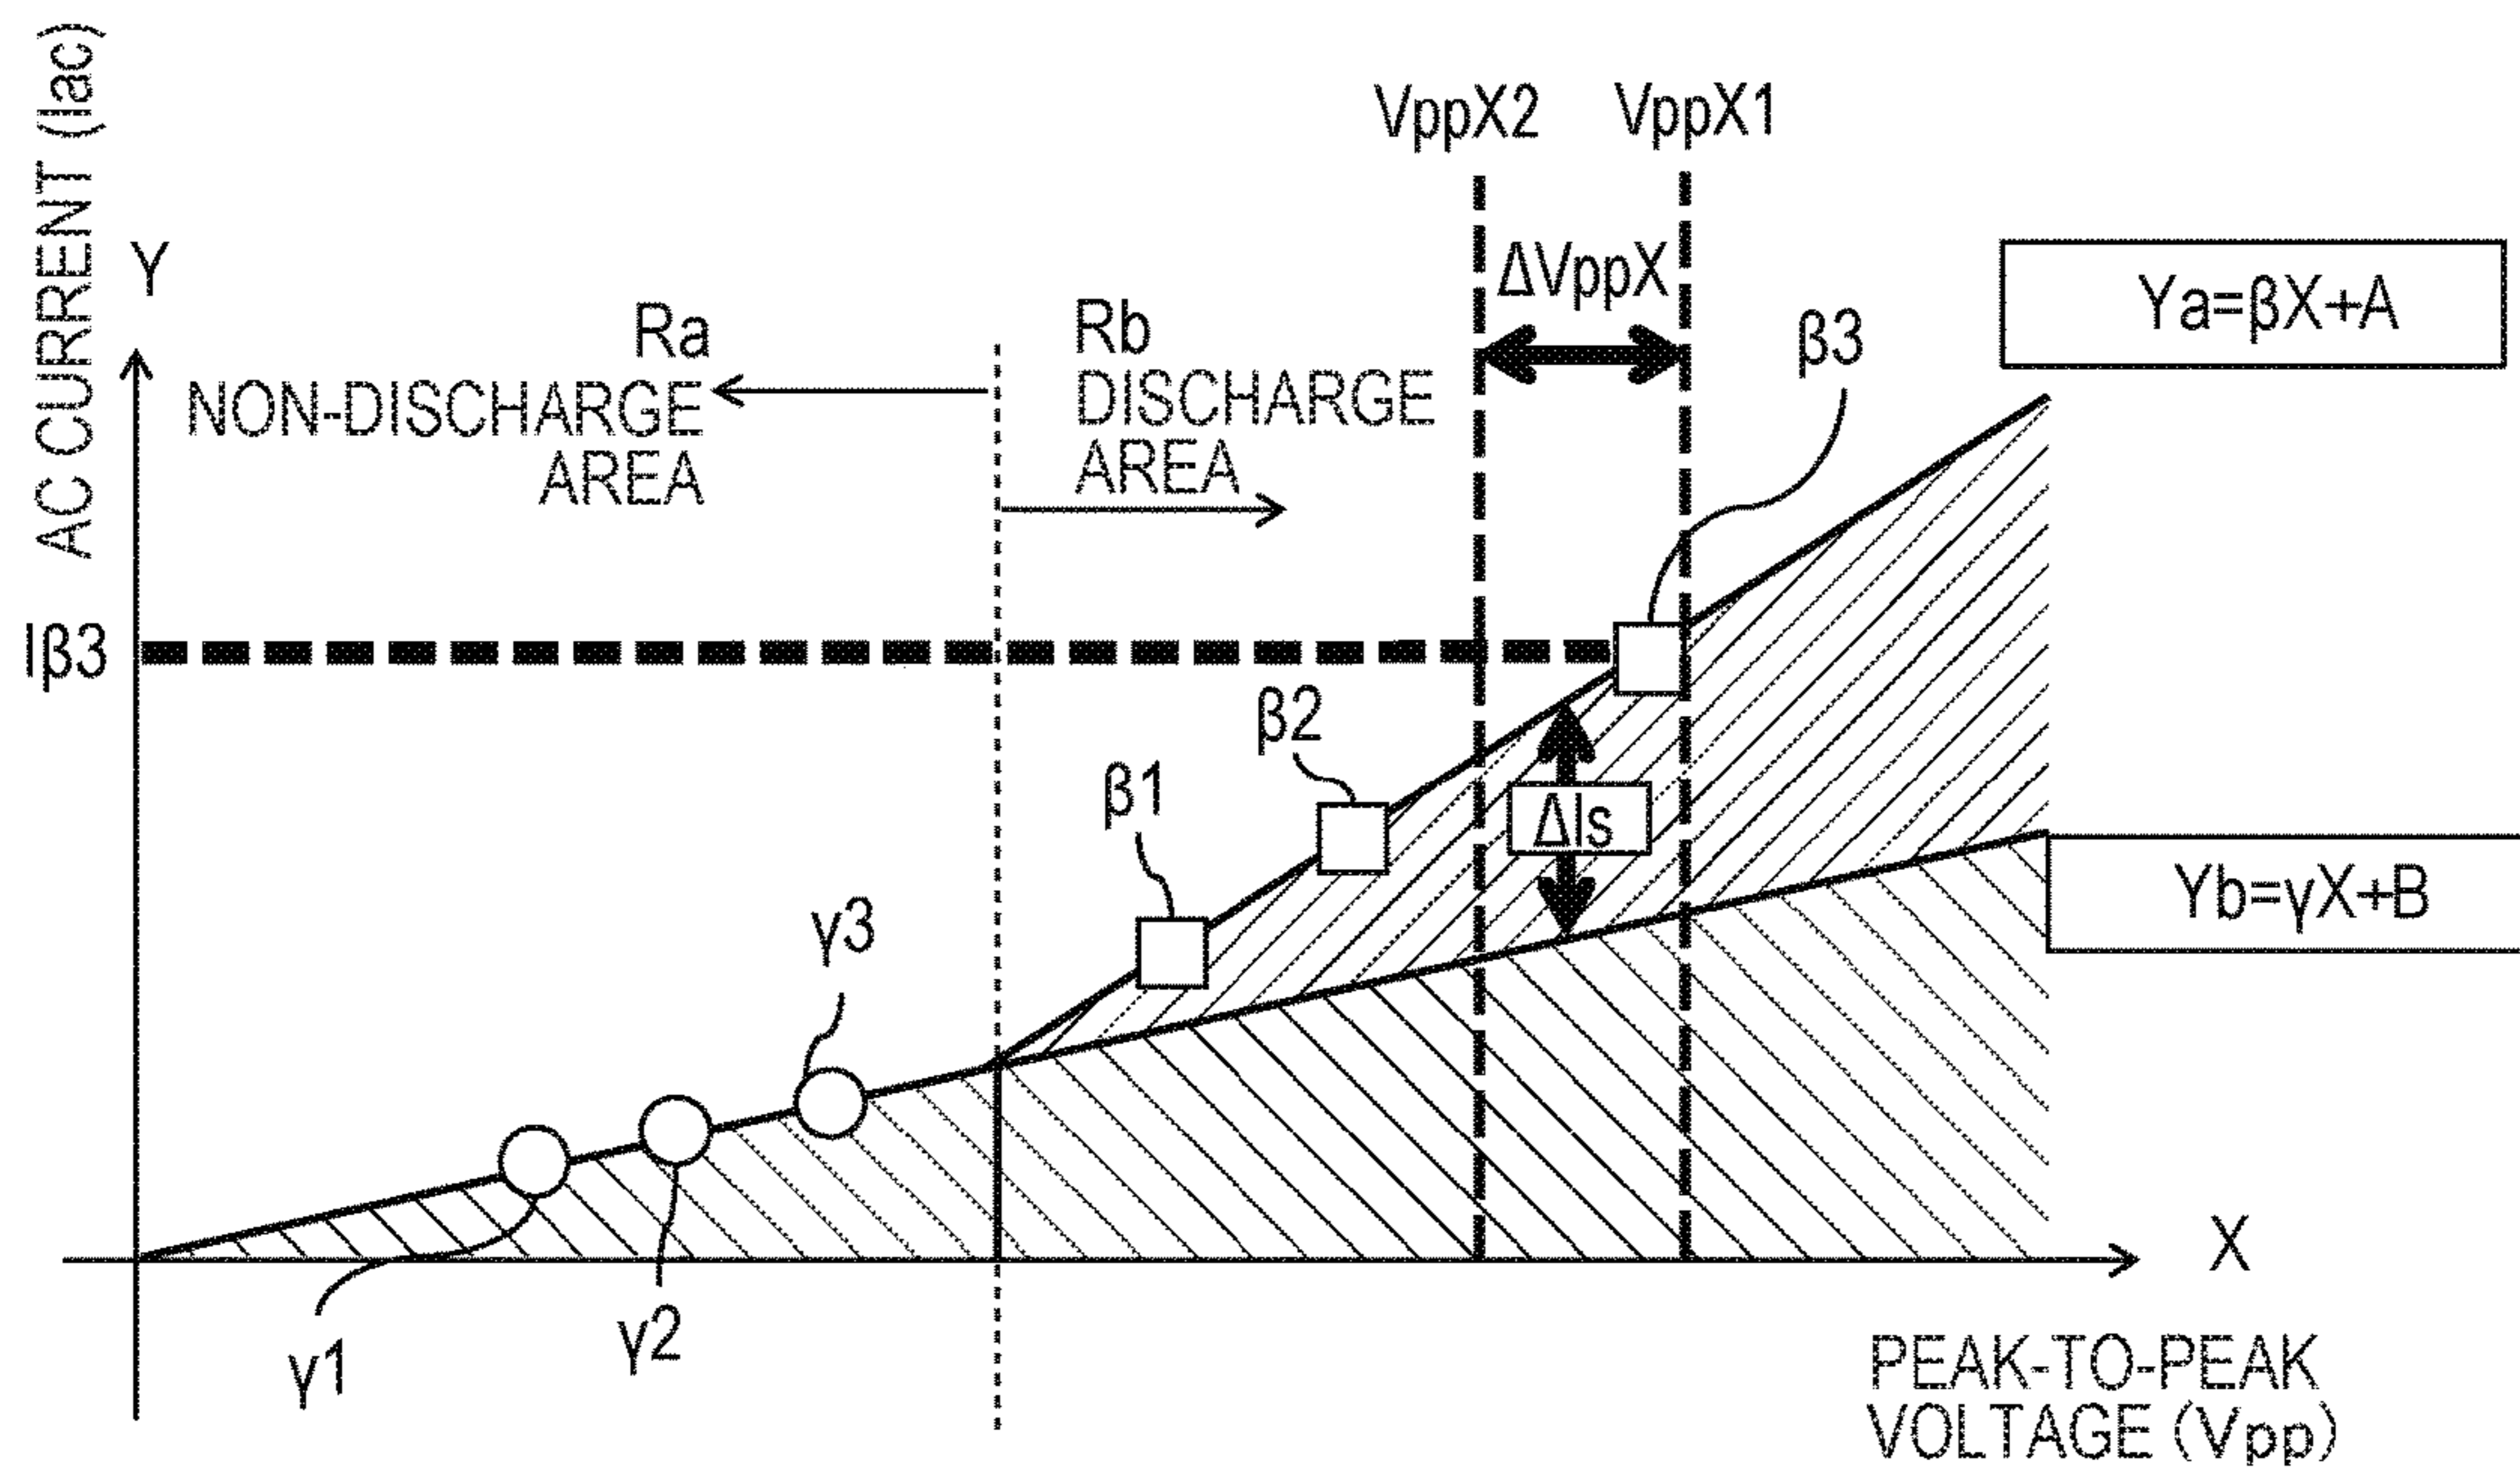 AC CURRENT (Iac)
Y
VppX2
VppX1
ΔVppX
Ra
NON-DISCHARGE
AREA
Rb
DISCHARGE
AREA
β3
Ya=βX+A
Iβ3
β2
β1
ΔIs
γ3
Yb=γX+B
γ1
γ2
X
PEAK-TO-PEAK
VOLTAGE (Vpp)